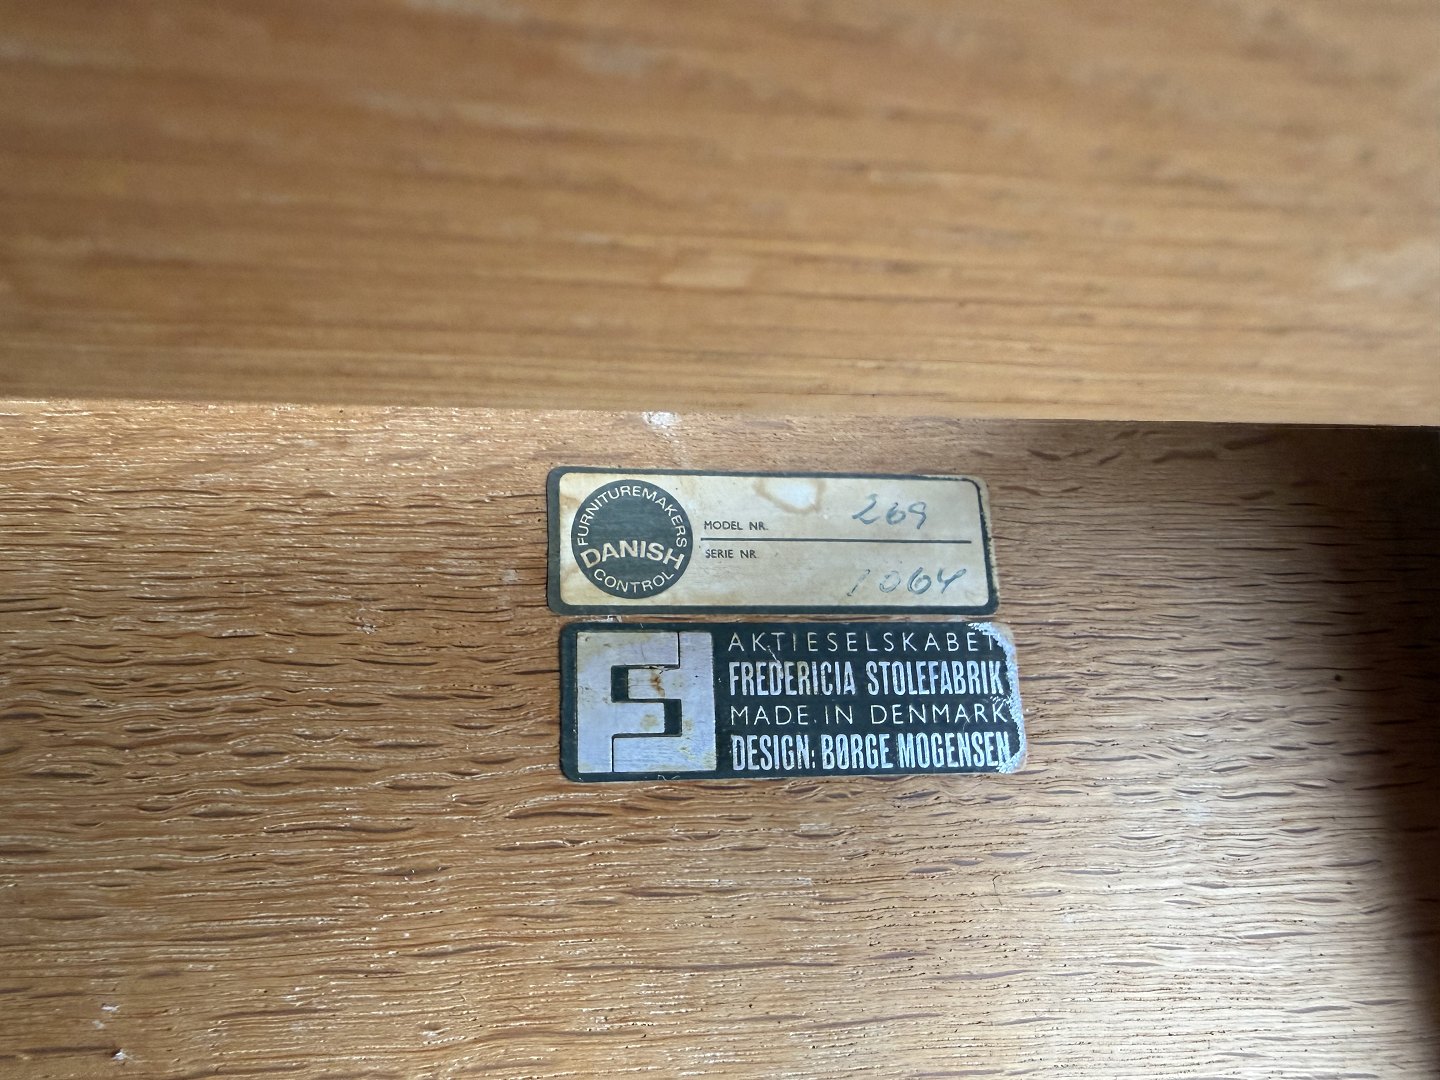 FURNITUREMAKERS
DANISH
CONTROL
MODEL NR. 269
SERIE NR. 1064
AKTIESELSKABET
FREDERICIA STOLEFABRIK
MADE IN DENMARK
DESIGN: BØRGE MOGENSEN